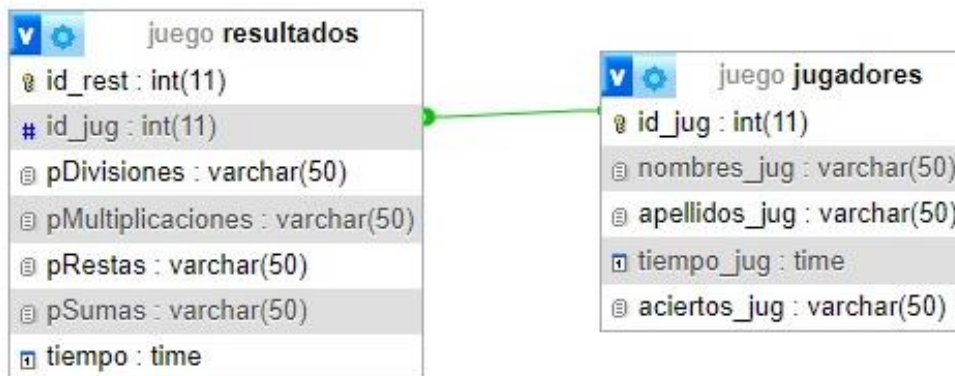 v juego resultados
id_rest : int(11)
# id_jug : int(11)
pDivisiones : varchar(50)
pMultiplicaciones : varchar(50)
pRestas : varchar(50)
pSumas : varchar(50)
tiempo : time
v juego jugadores
id_jug : int(11)
nombres_jug : varchar(50)
apellidos_jug : varchar(50)
tiempo_jug : time
aciertos_jug : varchar(50)